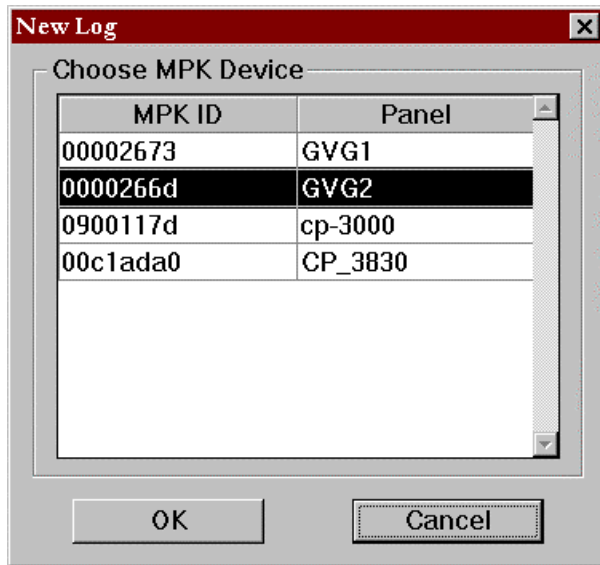 New Log
Choose MPK Device
MPK ID Panel
00002673 GVG1
0000266d GVG2
0900117d cp-3000
00c1ada0 CP_3830
OK Cancel